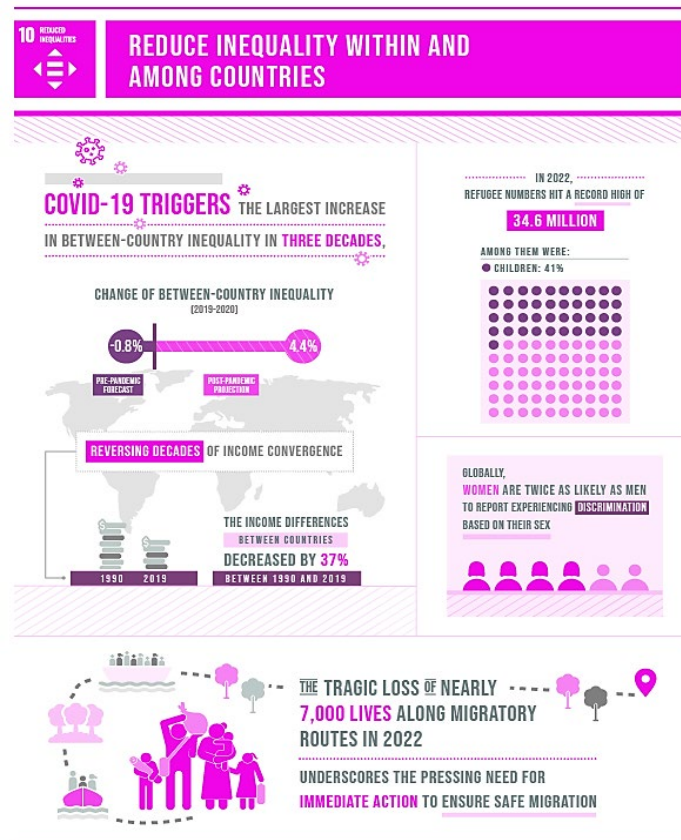 10 REDUCED
INEQUALITIES
REDUCE INEQUALITY WITHIN AND
AMONG COUNTRIES
COVID-19 TRIGGERS THE LARGEST INCREASE
IN BETWEEN-COUNTRY INEQUALITY IN THREE DECADES,
CHANGE OF BETWEEN-COUNTRY INEQUALITY
(2019-2020)
-0.8% 4.4%
PRE-PANDEMIC
FORECAST
POST-PANDEMIC
PROJECTION
REVERSING DECADES OF INCOME CONVERGENCE
THE INCOME DIFFERENCES
BETWEEN COUNTRIES
DECREASED BY 37%
BETWEEN 1990 AND 2019
$ $
1990 2019
IN 2022,
REFUGEE NUMBERS HIT A RECORD HIGH OF
34.6 MILLION
AMONG THEM WERE:
CHILDREN: 41%
GLOBALLY,
WOMEN ARE TWICE AS LIKELY AS MEN
TO REPORT EXPERIENCING DISCRIMINATION
BASED ON THEIR SEX
THE TRAGIC LOSS OF NEARLY
7,000 LIVES ALONG MIGRATORY
ROUTES IN 2022
UNDERSCORES THE PRESSING NEED FOR
IMMEDIATE ACTION TO ENSURE SAFE MIGRATION